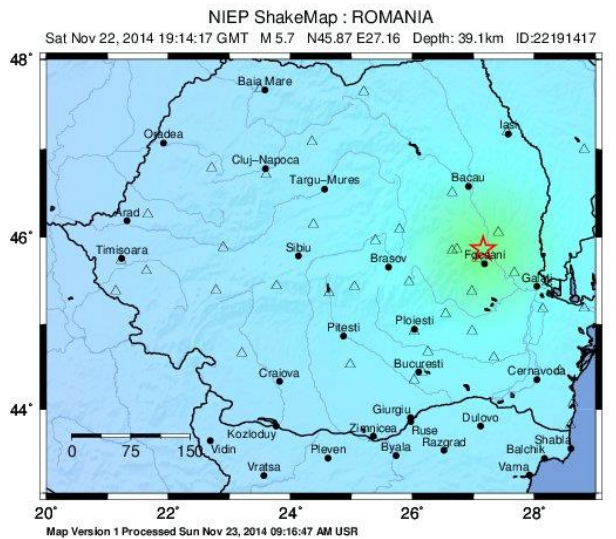 NIEP ShakeMap : ROMANIA
Sat Nov 22, 2014 19:14:17 GMT M 5.7 N45.87 E27.16 Depth: 39.1km ID:22191417
48°
Baia Mare
Oradea
Iasi
Cluj-Napoca
Targu-Mures
Bacau
Arad
46°
Timisoara
Sibiu
Brasov
Focsani
Galati
Pitesti
Ploiesti
Craiova
Bucuresti
Cernavoda
44°
Giurgiu
Zimnicea
Ruse
Dulovo
Kozloduy
0 75 150
Vidin
Pleven
Byala
Razgrad
Shabla
Balchik
Vratsa
Varna
20° 22° 24° 26° 28°
Map Version 1 Processed Sun Nov 23, 2014 09:16:47 AM USR